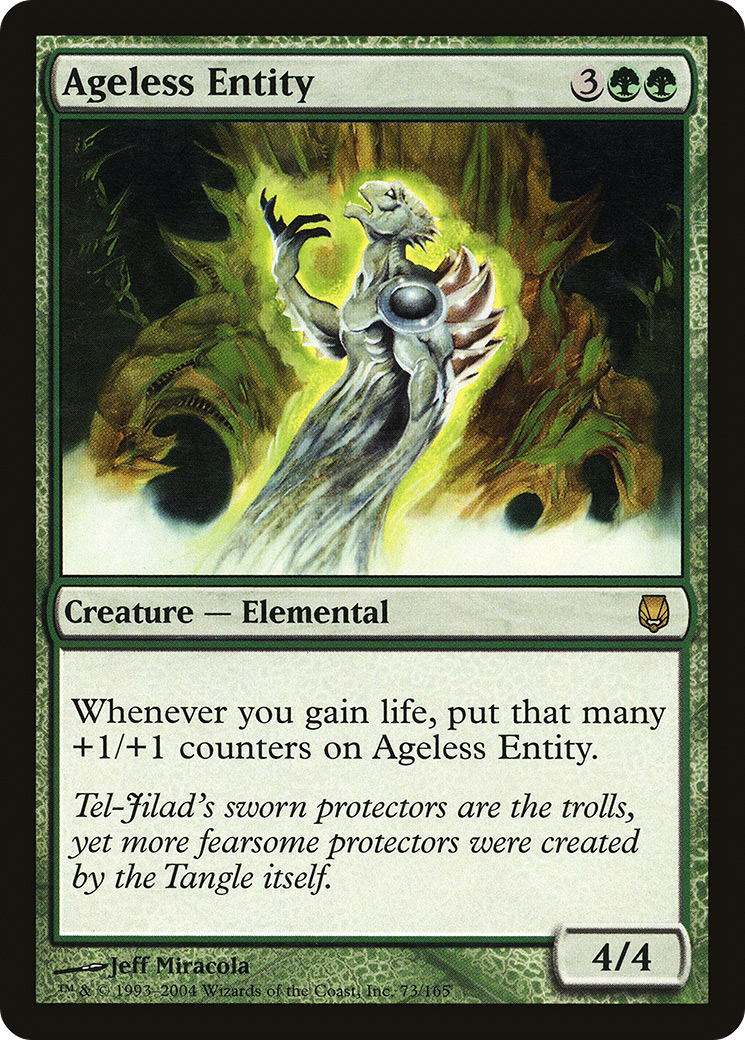 Ageless Entity 3
Creature — Elemental
Whenever you gain life, put that many
+1/+1 counters on Ageless Entity.
Tel-Jilad's sworn protectors are the trolls,
yet more fearsome protectors were created
by the Tangle itself.
4/4
Jeff Miracola
™ & © 1993–2004 Wizards of the Coast, Inc. 73/165